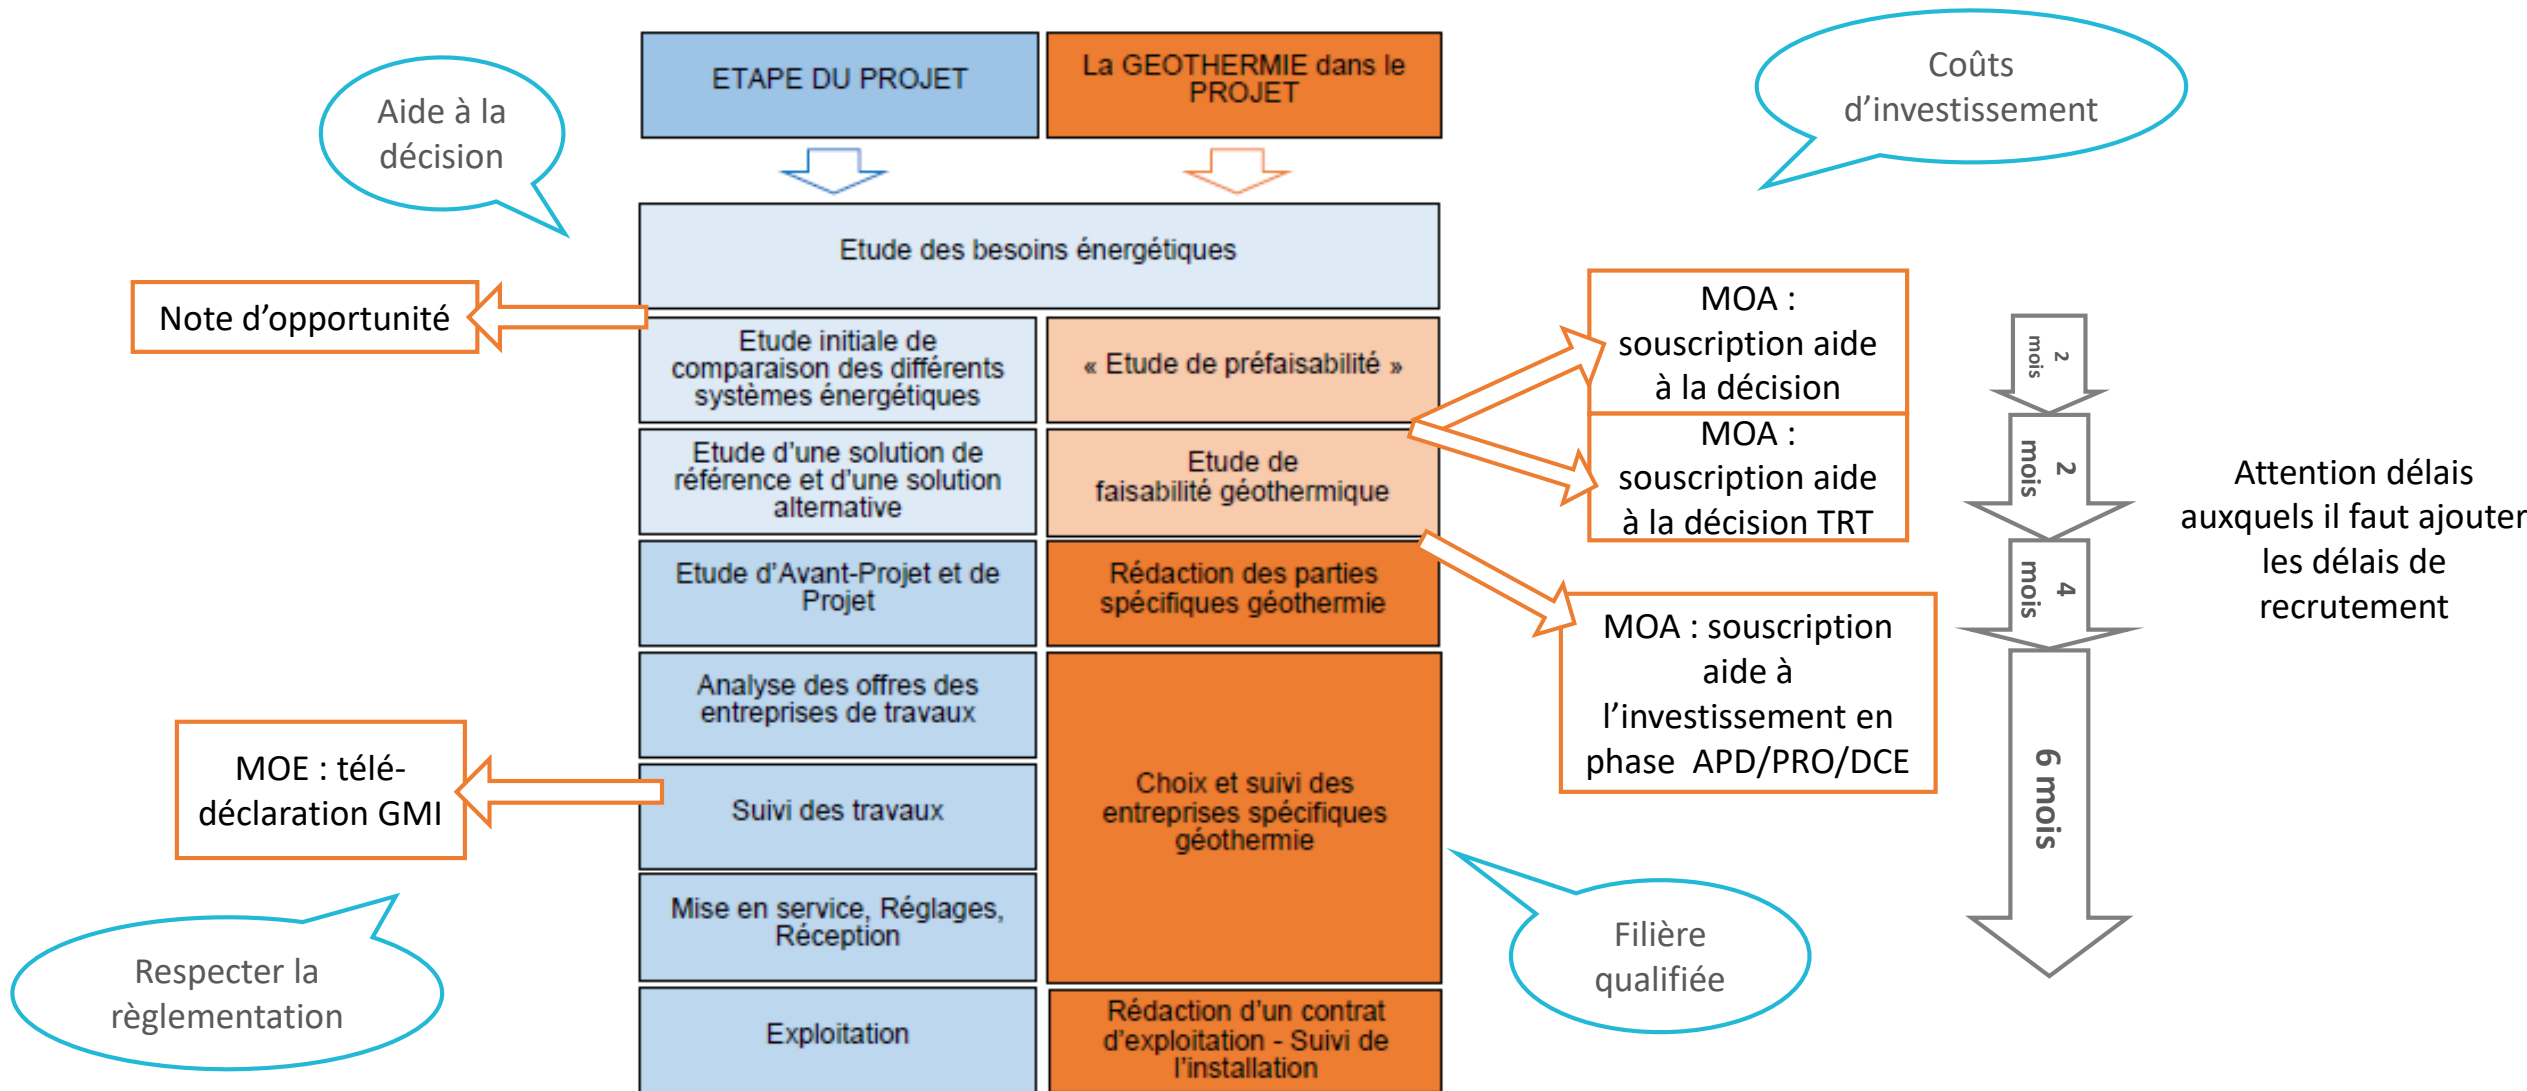 ETAPE DU PROJET
La GEOTHERMIE dans le
PROJET
Coûts
d’investissement
Aide à la
décision
Etude des besoins énergétiques
Note d’opportunité
Etude initiale de
comparaison des différents
systèmes énergétiques
« Etude de préfaisabilité »
MOA :
souscription aide
à la décision
2
mois
Etude d’une solution de
référence et d’une solution
alternative
Etude de
faisabilité géothermique
MOA :
souscription aide
à la décision TRT
2
mois
Attention délais
auxquels il faut ajouter
les délais de
recrutement
Etude d’Avant-Projet et de
Projet
Rédaction des parties
spécifiques géothermie
4
mois
MOA : souscription
aide à
l’investissement en
phase  APD/PRO/DCE
Analyse des offres des
entreprises de travaux
MOE : télé-
déclaration GMI
Suivi des travaux
Choix et suivi des
entreprises spécifiques
géothermie
6 mois
Mise en service, Réglages,
Réception
Filière
qualifiée
Respecter la
règlementation
Exploitation
Rédaction d’un contrat
d’exploitation - Suivi de
l’installation